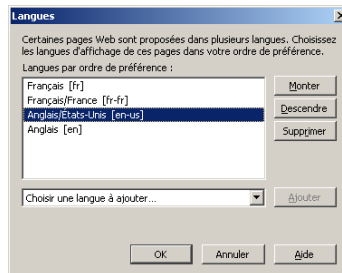 Langues
Certaines pages Web sont proposées dans plusieurs langues. Choisissez
les langues d'affichage de ces pages dans votre ordre de préférence.
Langues par ordre de préférence :
Français [fr]
Français/France [fr-fr]
Anglais/États-Unis [en-us]
Anglais [en]
Monter
Descendre
Supprimer
Choisir une langue à ajouter...
Ajouter
OK
Annuler
Aide